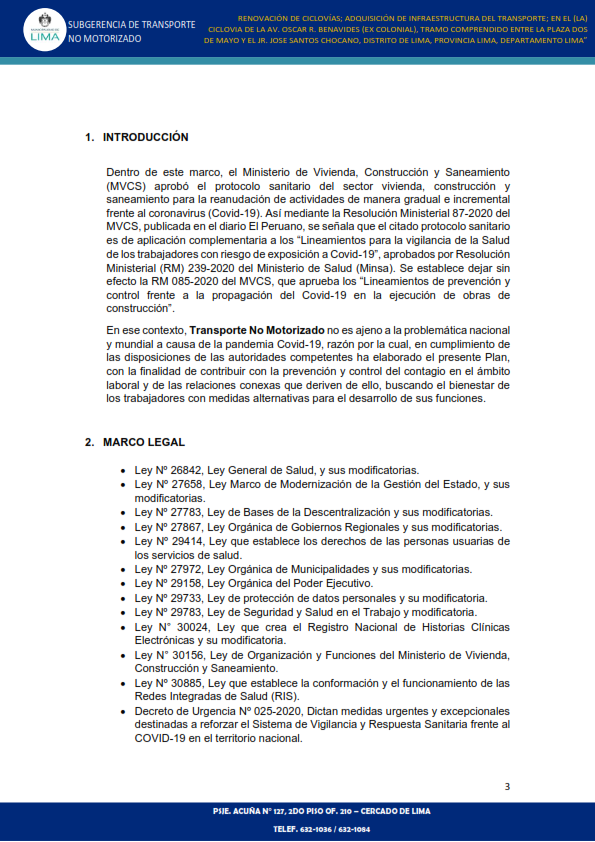 LIMA
SUBGERENCIA DE TRANSPORTE
NO MOTORIZADO
RENOVACIÓN DE CICLOVÍAS; ADQUISICIÓN DE INFRAESTRUCTURA DEL TRANSPORTE; EN EL (LA)
CICLOVIA DE LA AV. OSCAR R. BENAVIDES (EX COLONIAL), TRAMO COMPRENDIDO ENTRE LA PLAZA DOS
DE MAYO Y EL JR. JOSE SANTOS CHOCANO, DISTRITO DE LIMA, PROVINCIA LIMA, DEPARTAMENTO LIMA"
1. INTRODUCCIÓN
Dentro de este marco, el Ministerio de Vivienda, Construcción y Saneamiento
(MVCS) aprobó el protocolo sanitario del sector vivienda, construcción y
saneamiento para la reanudación de actividades de manera gradual e incremental
frente al coronavirus (Covid-19). Así mediante la Resolución Ministerial 87-2020 del
MVCS, publicada en el diario El Peruano, se señala que el citado protocolo sanitario
es de aplicación complementaria a los “Lineamientos para la vigilancia de la Salud
de los trabajadores con riesgo de exposición a Covid-19”, aprobados por Resolución
Ministerial (RM) 239-2020 del Ministerio de Salud (Minsa). Se establece dejar sin
efecto la RM 085-2020 del MVCS, que aprueba los “Lineamientos de prevención y
control frente a la propagación del Covid-19 en la ejecución de obras de
construcción”.
En ese contexto, Transporte No Motorizado no es ajeno a la problemática nacional
y mundial a causa de la pandemia Covid-19, razón por la cual, en cumplimiento de
las disposiciones de las autoridades competentes ha elaborado el presente Plan,
con la finalidad de contribuir con la prevención y control del contagio en el ámbito
laboral y de las relaciones conexas que deriven de ello, buscando el bienestar de
los trabajadores con medidas alternativas para el desarrollo de sus funciones.
2. MARCO LEGAL
• Ley Nº 26842, Ley General de Salud, y sus modificatorias.
• Ley Nº 27658, Ley Marco de Modernización de la Gestión del Estado, y sus
modificatorias.
• Ley Nº 27783, Ley de Bases de la Descentralización y sus modificatorias.
• Ley Nº 27867, Ley Orgánica de Gobiernos Regionales y sus modificatorias.
• Ley Nº 29414, Ley que establece los derechos de las personas usuarias de
los servicios de salud.
• Ley Nº 27972, Ley Orgánica de Municipalidades y sus modificatorias.
• Ley Nº 29158, Ley Orgánica del Poder Ejecutivo.
• Ley Nº 29733, Ley de protección de datos personales y su modificatoria.
• Ley Nº 29783, Ley de Seguridad y Salud en el Trabajo y modificatoria.
• Ley N° 30024, Ley que crea el Registro Nacional de Historias Clínicas
Electrónicas y su modificatoria.
• Ley N° 30156, Ley de Organización y Funciones del Ministerio de Vivienda,
Construcción y Saneamiento.
• Ley Nº 30885, Ley que establece la conformación y el funcionamiento de las
Redes Integradas de Salud (RIS).
• Decreto de Urgencia Nº 025-2020, Dictan medidas urgentes y excepcionales
destinadas a reforzar el Sistema de Vigilancia y Respuesta Sanitaria frente al
COVID-19 en el territorio nacional.
3
PSJE. ACUÑA N° 127, 2DO PISO OF. 210 – CERCADO DE LIMA
TELEF. 632-1036 / 632-1084